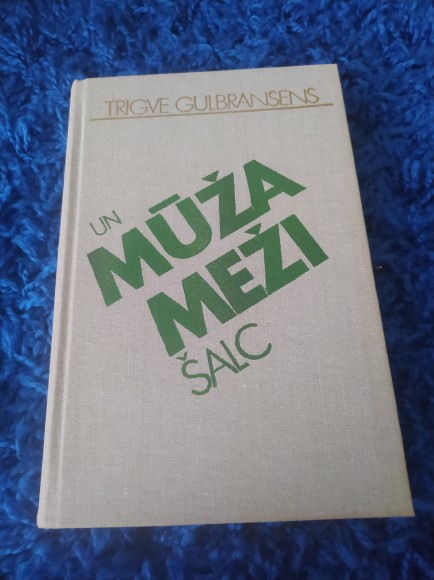 TRIGVE GULBRANSENS
UN
MŪŽA
MEŽI
ŠALC